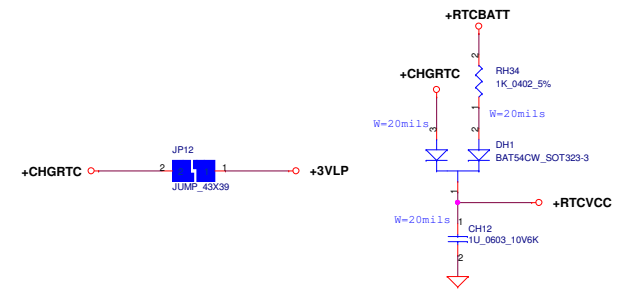 +RTCBATT
2
RH34
1K_0402_5%
1
+CHGRTC
W=20mils
W=20mils
3
2
DH1
BAT54CW_SOT323-3
JP12
+CHGRTC
2
1
+3VLP
JUMP_43X39
1
+RTCVCC
W=20mils
1
CH12
1U_0603_10V6K
2